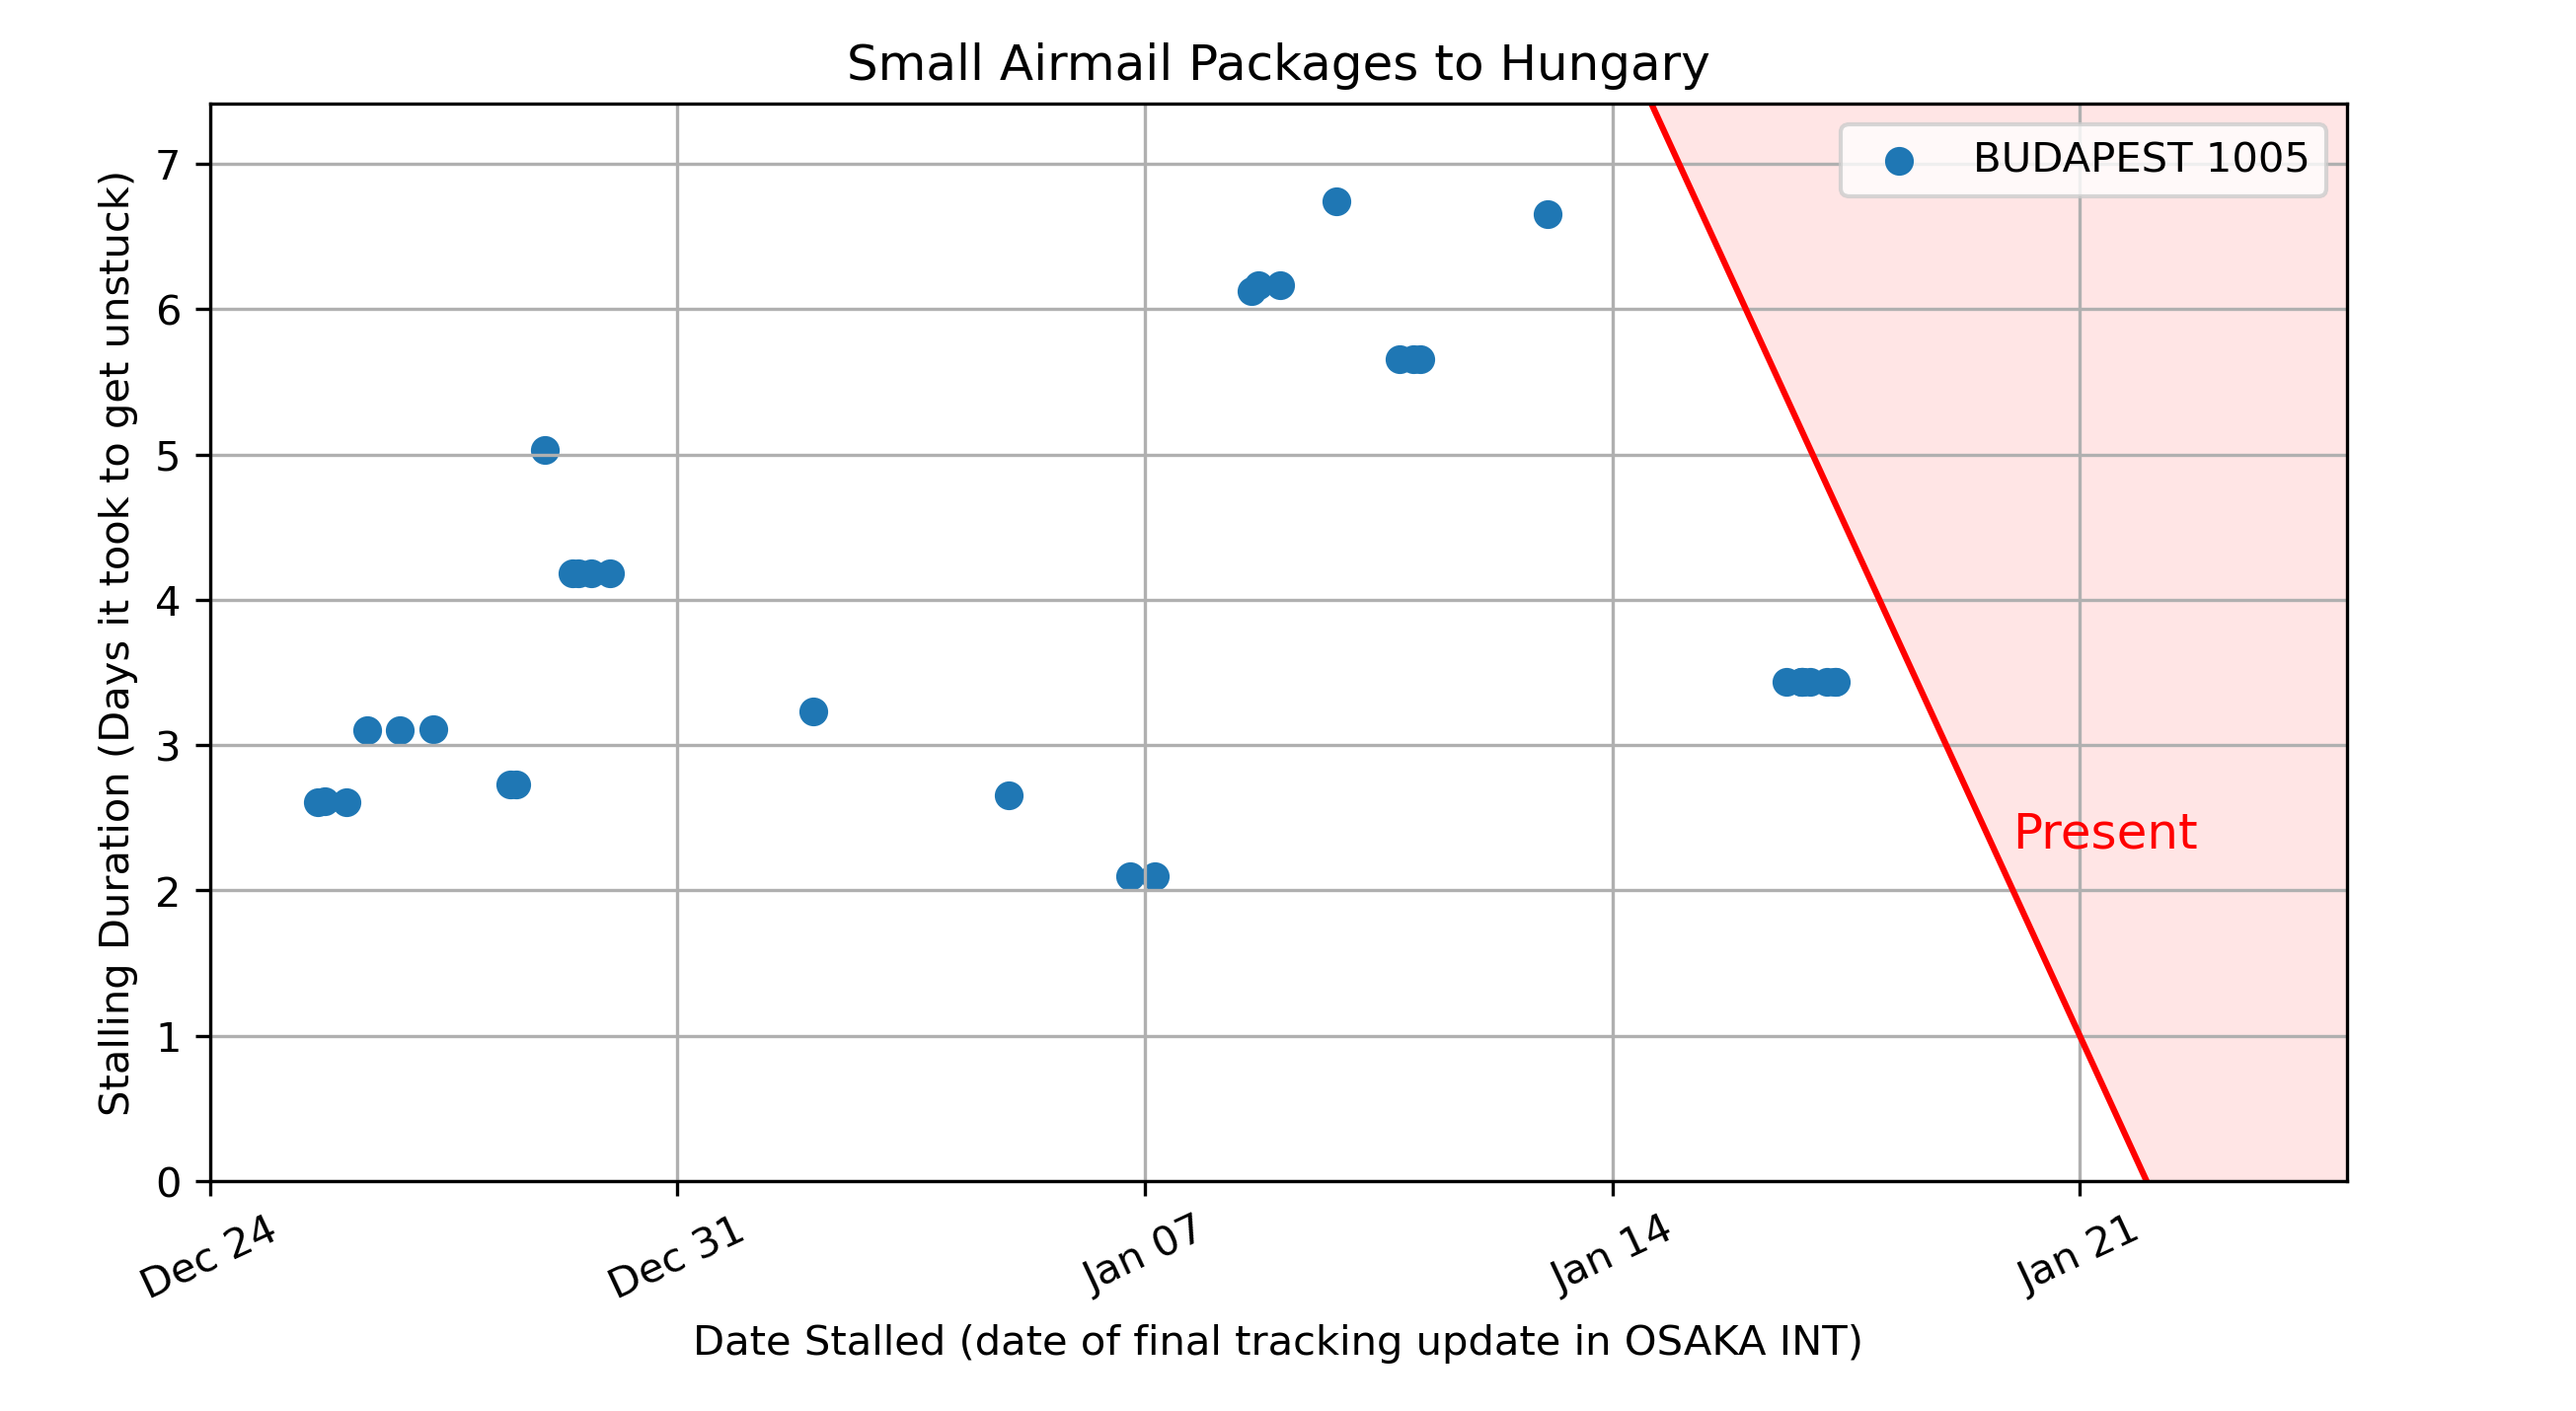 Small Airmail Packages to Hungary
BUDAPEST 1005
Stalling Duration (Days it took to get unstuck)
7
6
5
4
3
2
1
0
Present
Dec 24
Dec 31
Jan 07
Jan 14
Jan 21
Date Stalled (date of final tracking update in OSAKA INT)